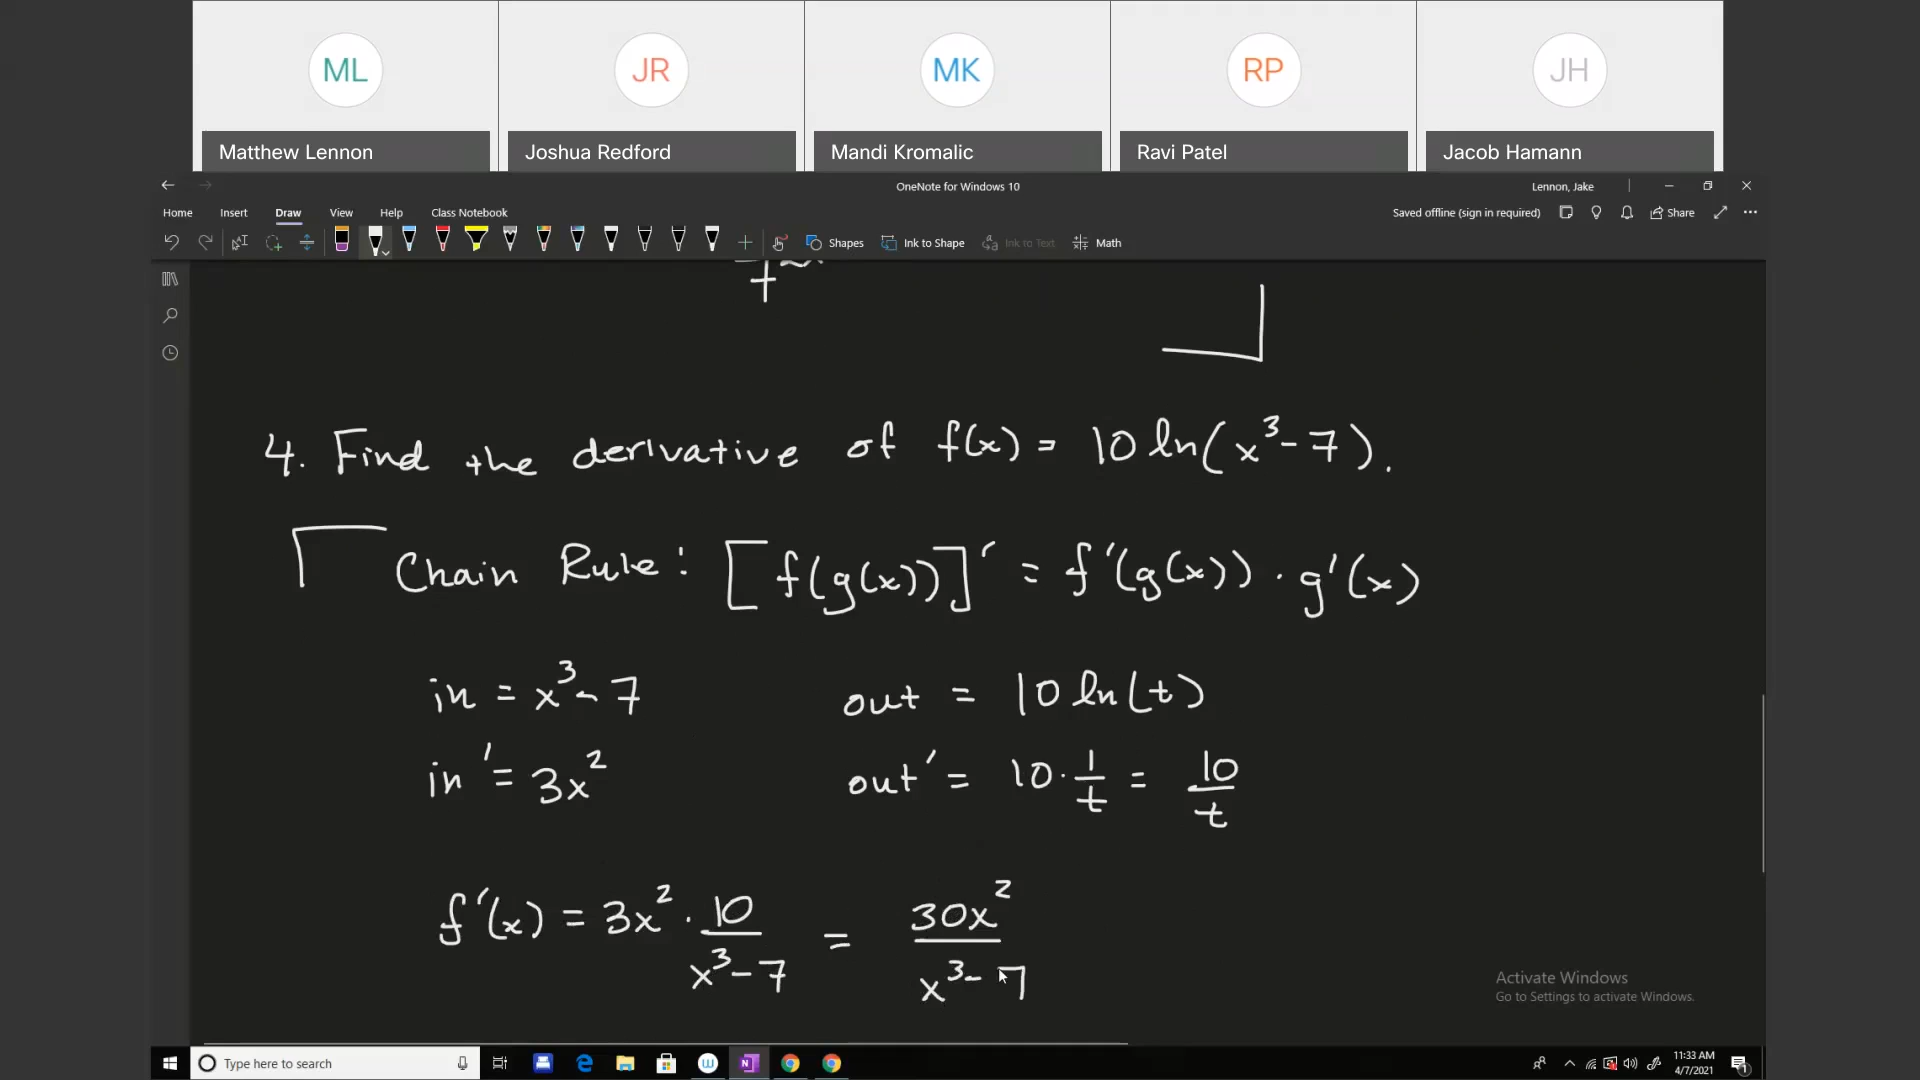 ML JR MK RP JH
Matthew Lennon Joshua Redford Mandi Kromalic Ravi Patel Jacob Hamann
OneNote for Windows 10 Lennon, Jake
Home Insert Draw View Help Class Notebook Saved offline (sign in required) Share
Shapes Ink to Shape Ink to Text Math
4. Find the derivative of f(x) = 10 ln(x³ - 7).
Chain Rule: [f(g(x))]' = f'(g(x)) · g'(x)
in = x³ - 7 out = 10 ln(t)
in' = 3x² out' = 10 · 1/t = 10/t
f'(x) = 3x² · 10/(x³ - 7) = 30x²/(x³ - 7)
Activate Windows
Go to Settings to activate Windows.
Type here to search 11:33 AM
4/7/2021